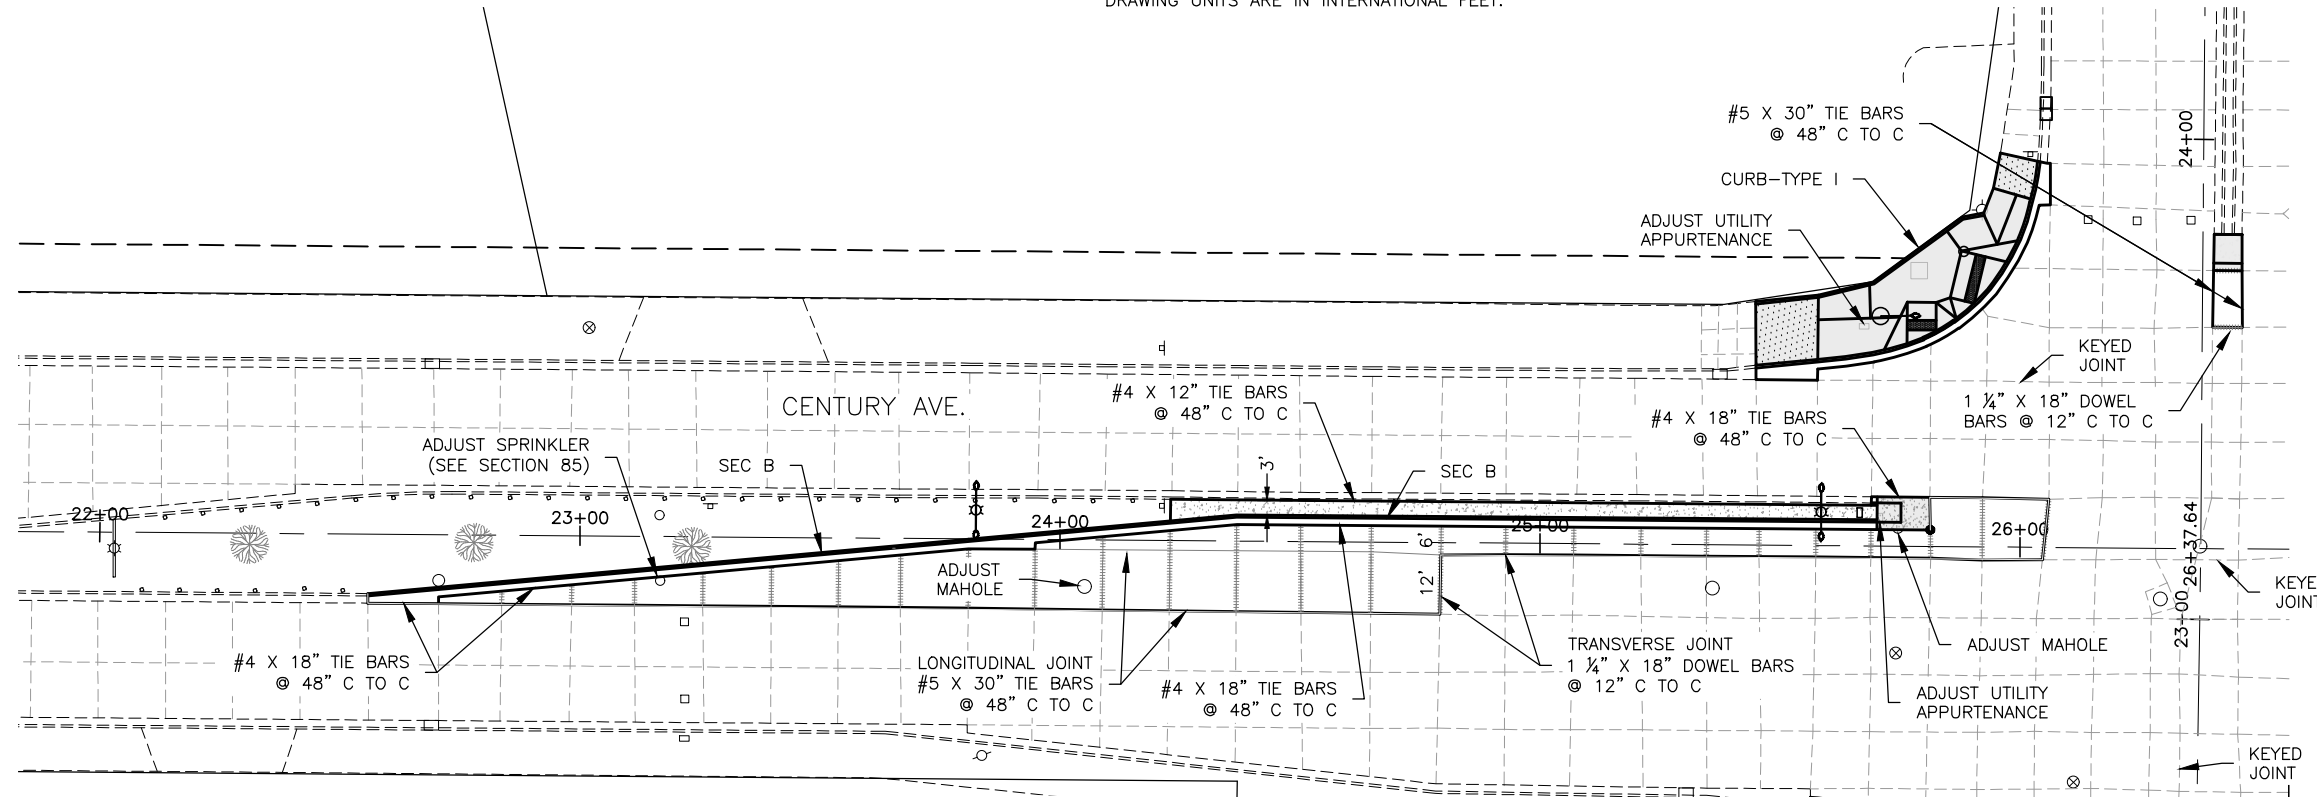 DRAWING UNITS ARE IN INTERNATIONAL FEET.
#5 X 30" TIE BARS
@ 48" C TO C
24+00
CURB-TYPE I
ADJUST UTILITY
APPURTENANCE
KEYED
JOINT
#4 X 12" TIE BARS
@ 48" C TO C
CENTURY AVE.
1 ¼" X 18" DOWEL
BARS @ 12" C TO C
#4 X 18" TIE BARS
@ 48" C TO C
ADJUST SPRINKLER
(SEE SECTION 85)
SEC B
3'
SEC B
22+00
23+00
24+00
25+00
26+00
26+37.64
6'
12'
ADJUST
MAHOLE
KEYE
JOIN
23+00
#4 X 18" TIE BARS
@ 48" C TO C
LONGITUDINAL JOINT
#5 X 30" TIE BARS
@ 48" C TO C
#4 X 18" TIE BARS
@ 48" C TO C
TRANSVERSE JOINT
1 ¼" X 18" DOWEL BARS
@ 12" C TO C
ADJUST MAHOLE
ADJUST UTILITY
APPURTENANCE
KEYED
JOINT